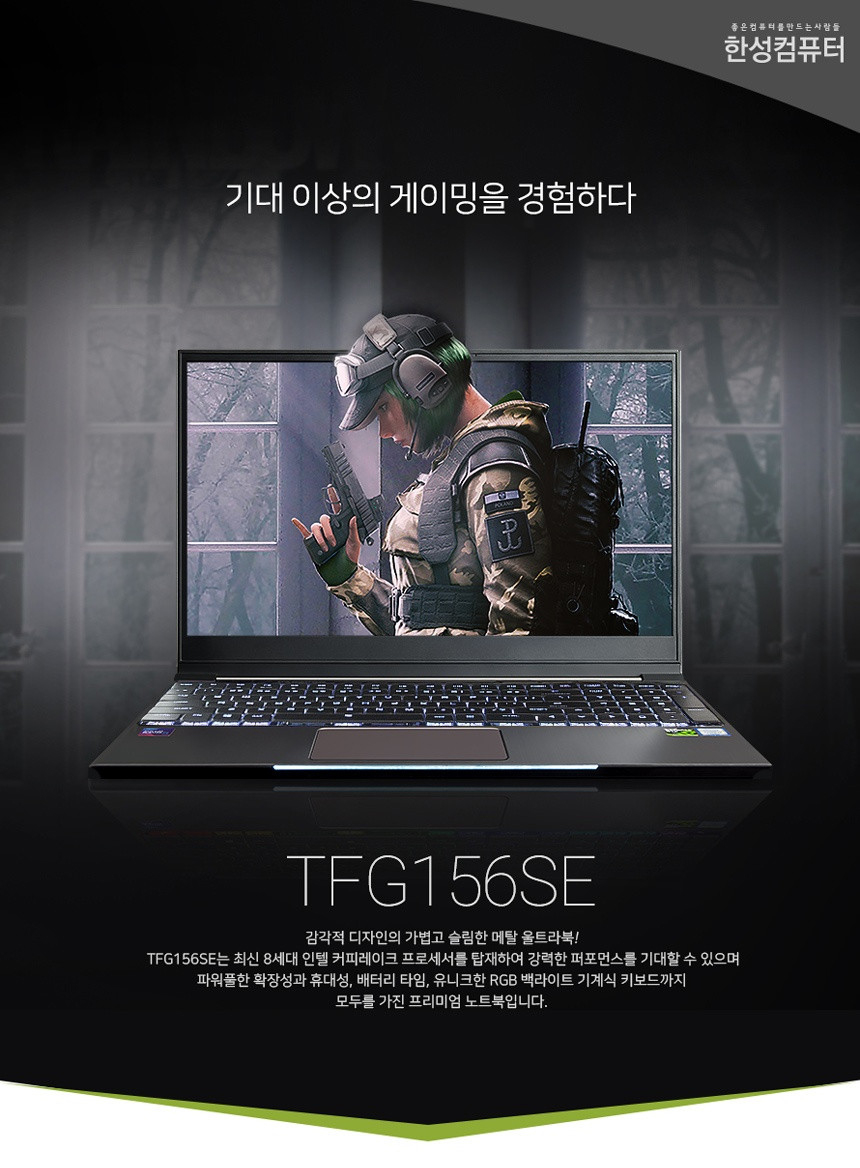 좋은컴퓨터를만드는사람들
한성컴퓨터
기대 이상의 게이밍을 경험하다
POLAND
TFG156SE
감각적 디자인의 가볍고 슬림한 메탈 울트라북!
TFG156SE는 최신 8세대 인텔 커피레이크 프로세서를 탑재하여 강력한 퍼포먼스를 기대할 수 있으며
파워풀한 확장성과 휴대성, 배터리 타임, 유니크한 RGB 백라이트 기계식 키보드까지
모두를 가진 프리미엄 노트북입니다.